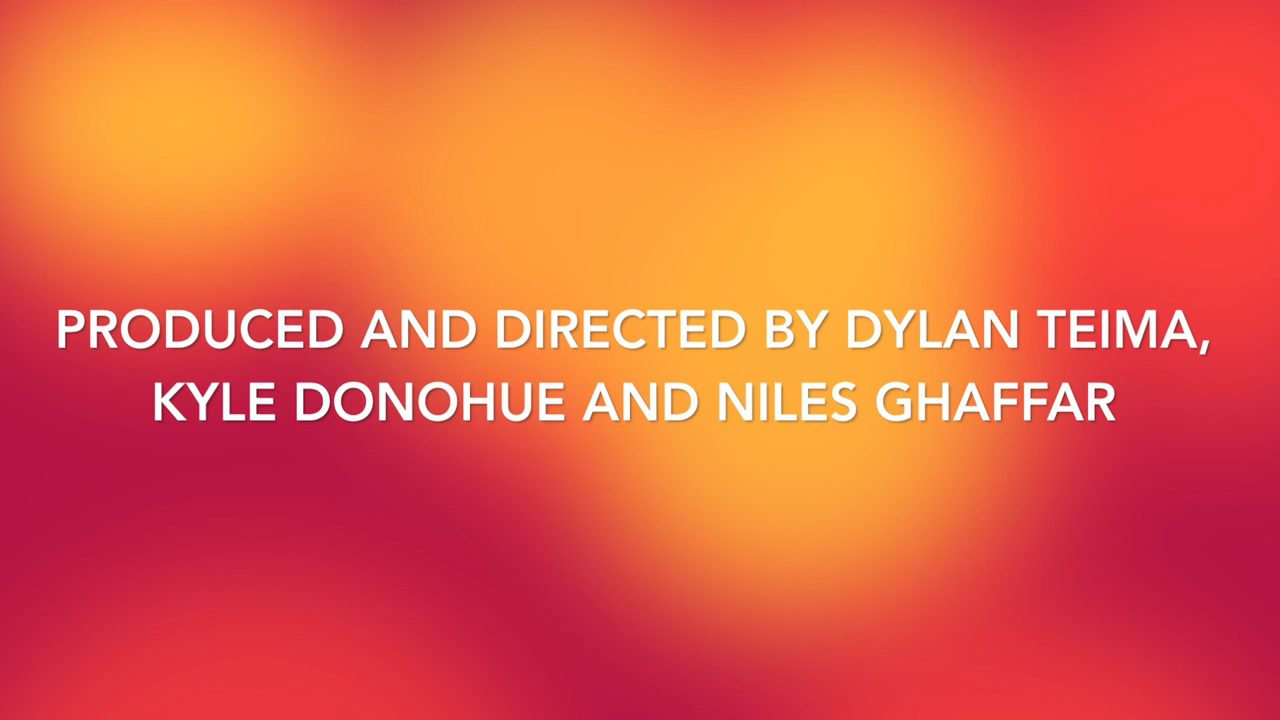 PRODUCED AND DIRECTED BY DYLAN TEIMA,
KYLE DONOHUE AND NILES GHAFFAR